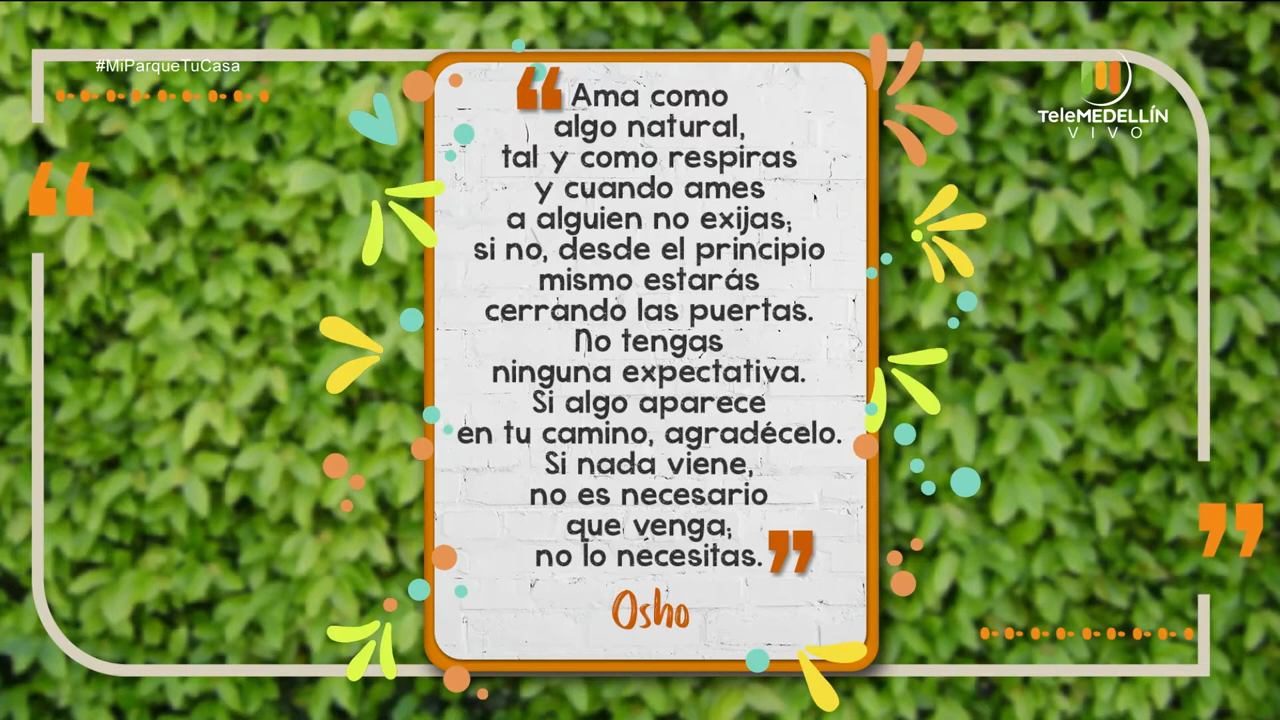 #MiParqueTuCasa
TeleMEDELLÍN
VIVO
“Ama como
algo natural,
tal y como respiras
y cuando ames
a alguien no exijas;
si no, desde el principio
mismo estarás
cerrando las puertas.
No tengas
ninguna expectativa.
Si algo aparece
en tu camino, agradécelo.
Si nada viene,
no es necesario
que venga;
no lo necesitas.”
Osho